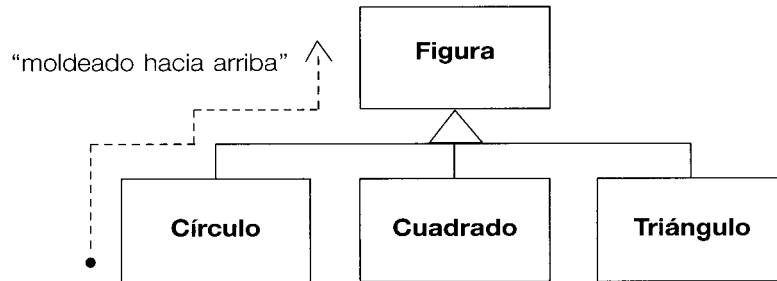 “moldeado hacia arriba”
Figura
Círculo
Cuadrado
Triángulo